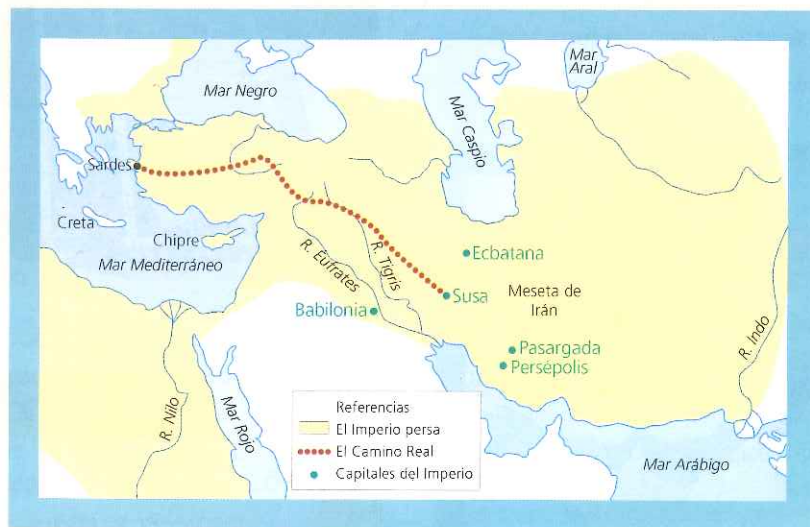 Mar Negro
Mar
Aral
Mar Caspio
Sardes
Creta
Chipre
Mar Mediterráneo
R. Éufrates
R. Tigris
Ecbatana
Susa
Meseta de
Irán
Babilonia
Pasargada
Persépolis
R. Indo
R. Nilo
Mar Rojo
Mar Arábigo
Referencias
El Imperio persa
El Camino Real
Capitales del Imperio